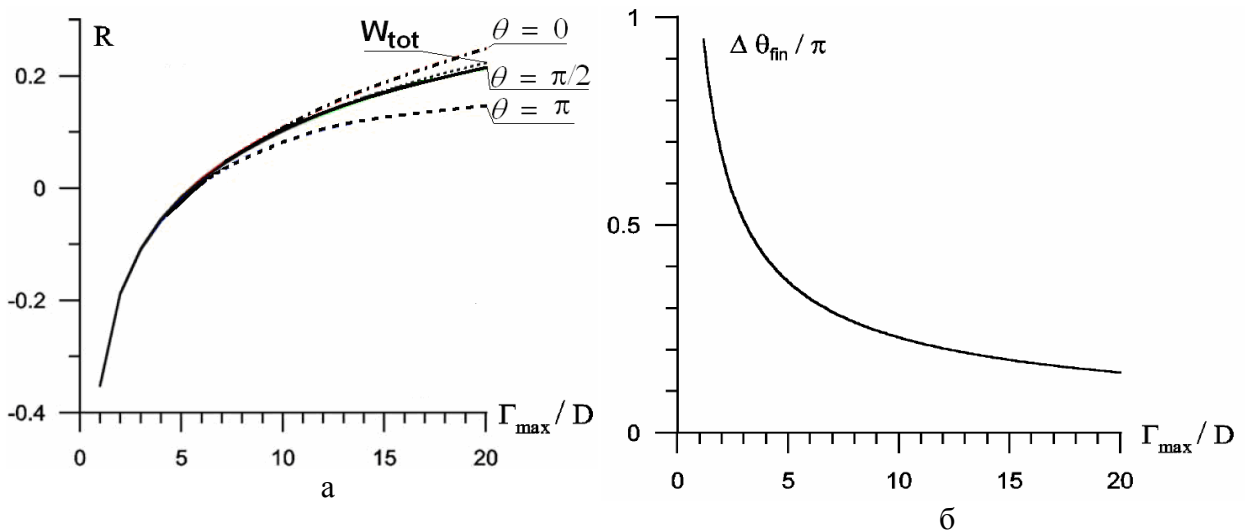 R
W_tot
θ = 0
θ = π/2
θ = π
0.2
0
-0.2
-0.4
0 5 10 15 20
Γ_max / D
а
1
Δ θ_fin / π
0.5
0
0 5 10 15 20
Γ_max / D
б